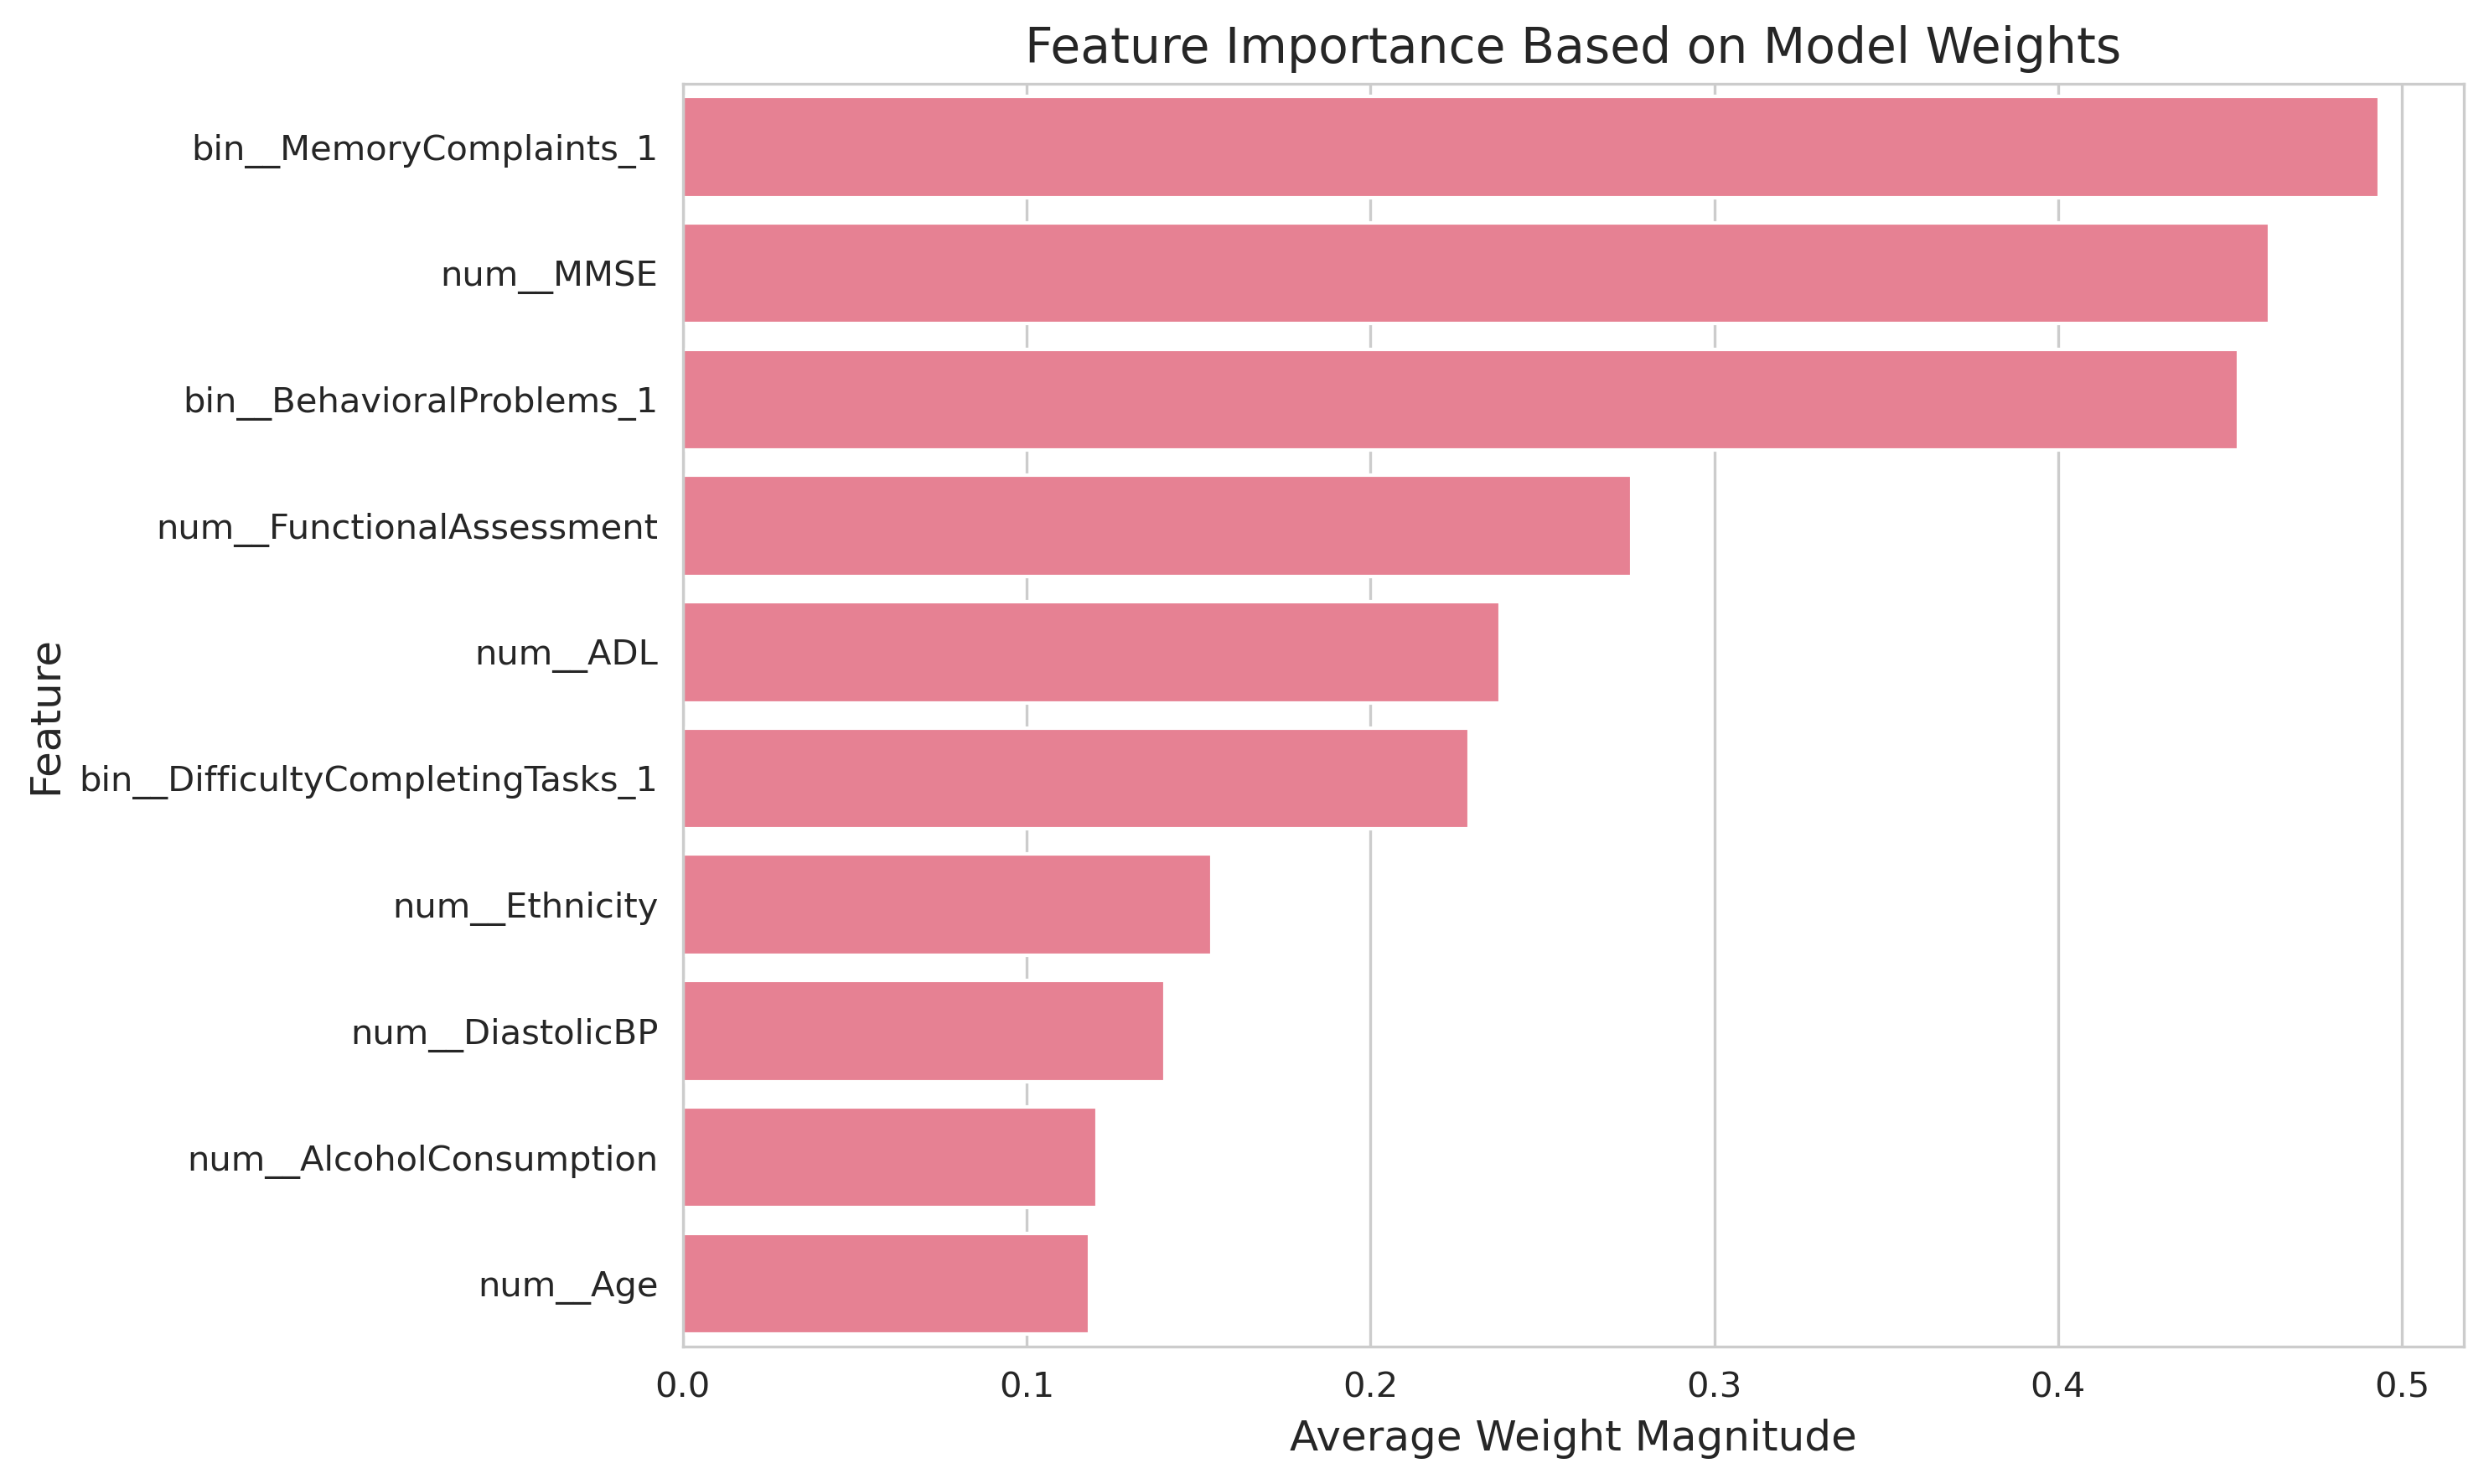 Feature Importance Based on Model Weights
Feature
bin__MemoryComplaints_1
num__MMSE
bin__BehavioralProblems_1
num__FunctionalAssessment
num__ADL
bin__DifficultyCompletingTasks_1
num__Ethnicity
num__DiastolicBP
num__AlcoholConsumption
num__Age
0.0 0.1 0.2 0.3 0.4 0.5
Average Weight Magnitude